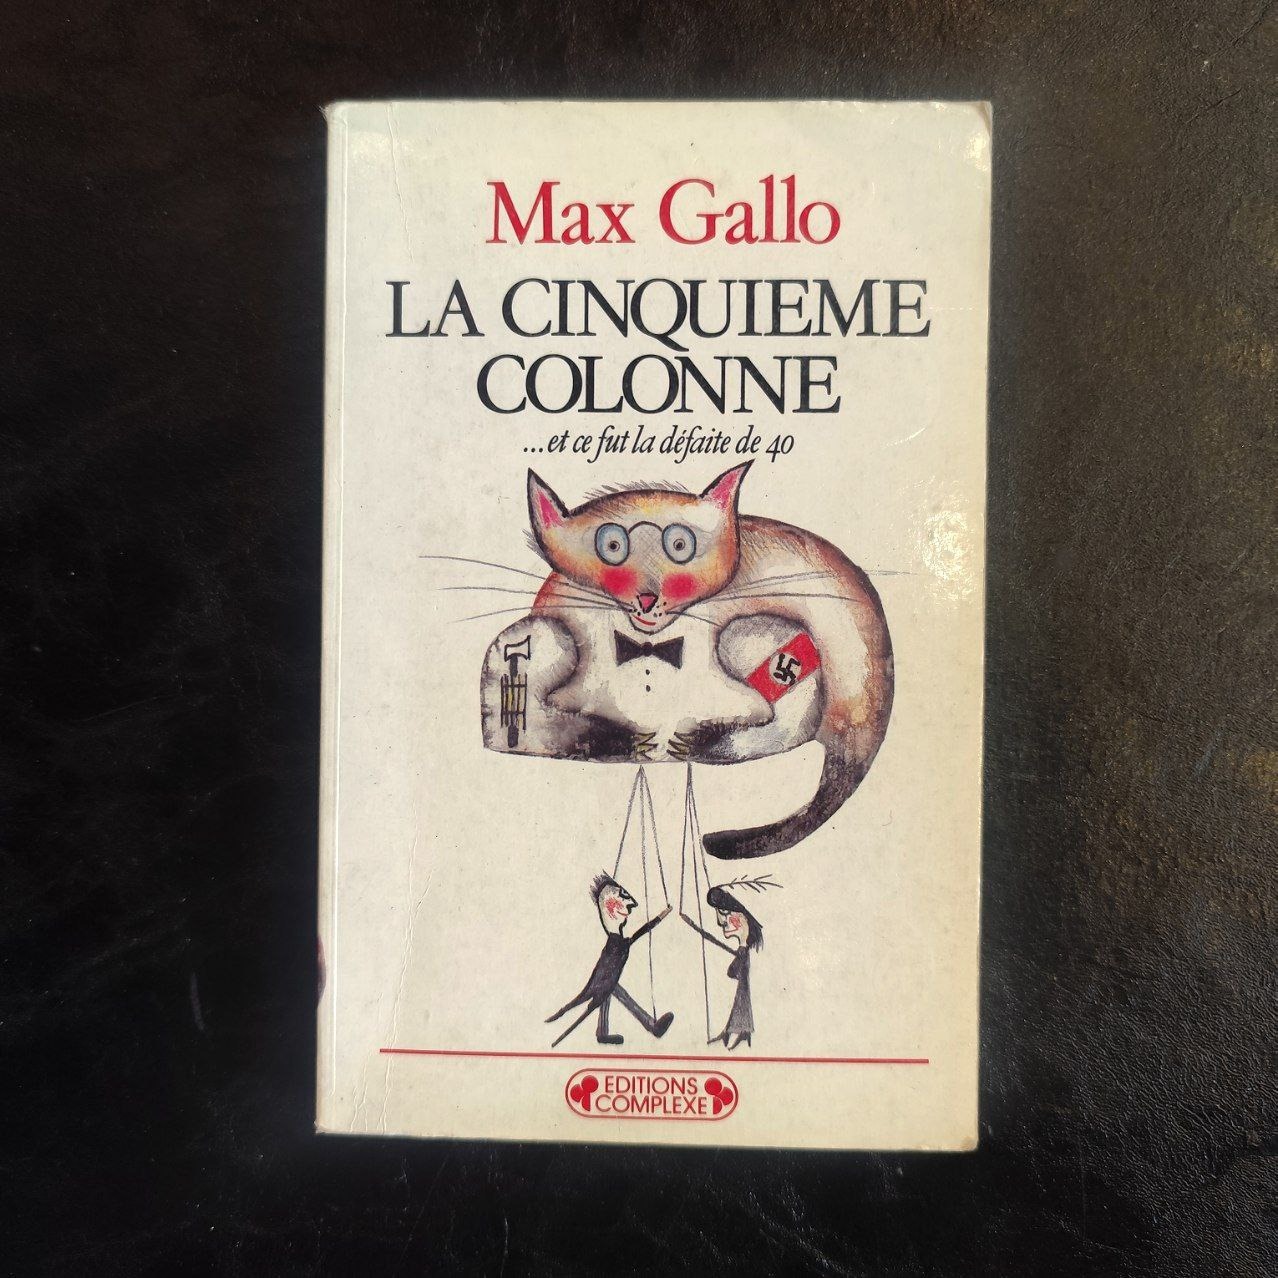 Max Gallo
LA CINQUIEME
COLONNE
...et ce fut la défaite de 40
EDITIONS
COMPLEXE